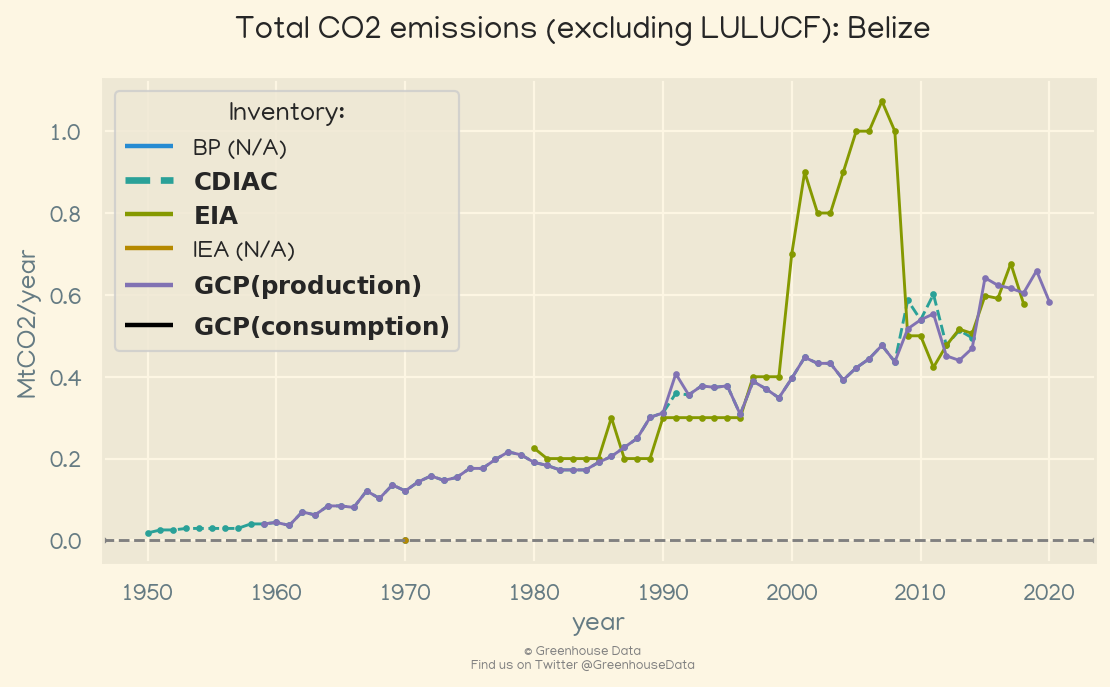 Total CO2 emissions (excluding LULUCF): Belize
Inventory:
BP (N/A)
CDIAC
EIA
IEA (N/A)
GCP(production)
GCP(consumption)
MtCO2/year
1.0
0.8
0.6
0.4
0.2
0.0
1950 1960 1970 1980 1990 2000 2010 2020
year
© Greenhouse Data
Find us on Twitter @GreenhouseData